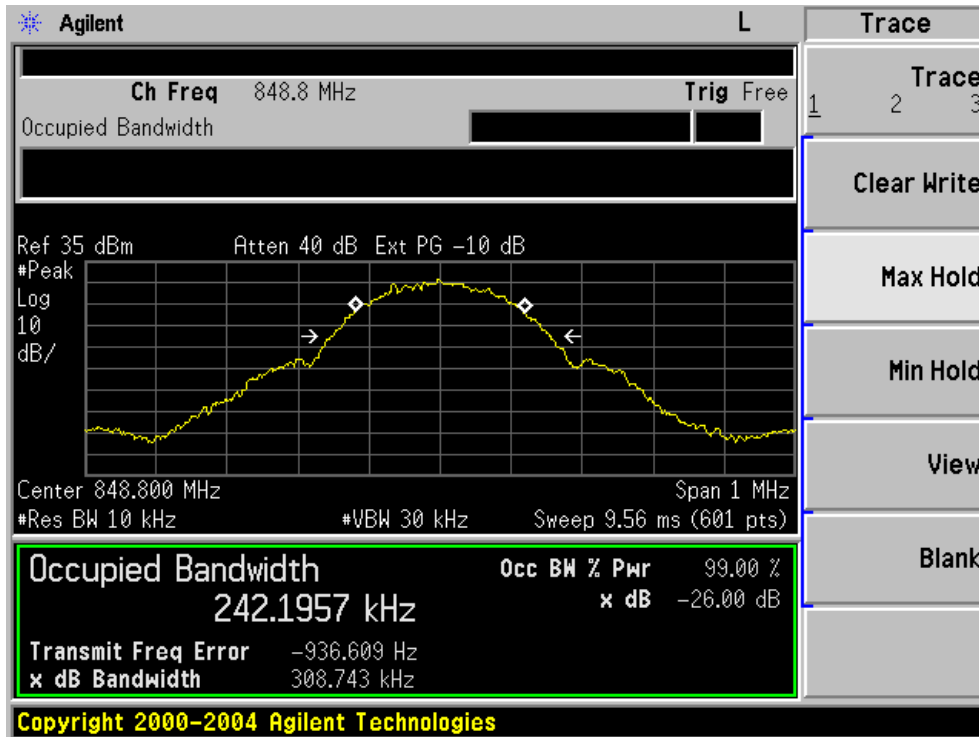 Agilent
L
Trace
Ch Freq 848.8 MHz
Trig Free
Occupied Bandwidth
Trace
1 2 3
Clear Write
Max Hold
Min Hold
View
Blank
Ref 35 dBm Atten 40 dB Ext PG -10 dB
#Peak
Log
10
dB/
Center 848.800 MHz Span 1 MHz
#Res BW 10 kHz #VBW 30 kHz Sweep 9.56 ms (601 pts)
Occupied Bandwidth
242.1957 kHz
Occ BW % Pwr 99.00 %
x dB -26.00 dB
Transmit Freq Error -936.609 Hz
x dB Bandwidth 308.743 kHz
Copyright 2000-2004 Agilent Technologies